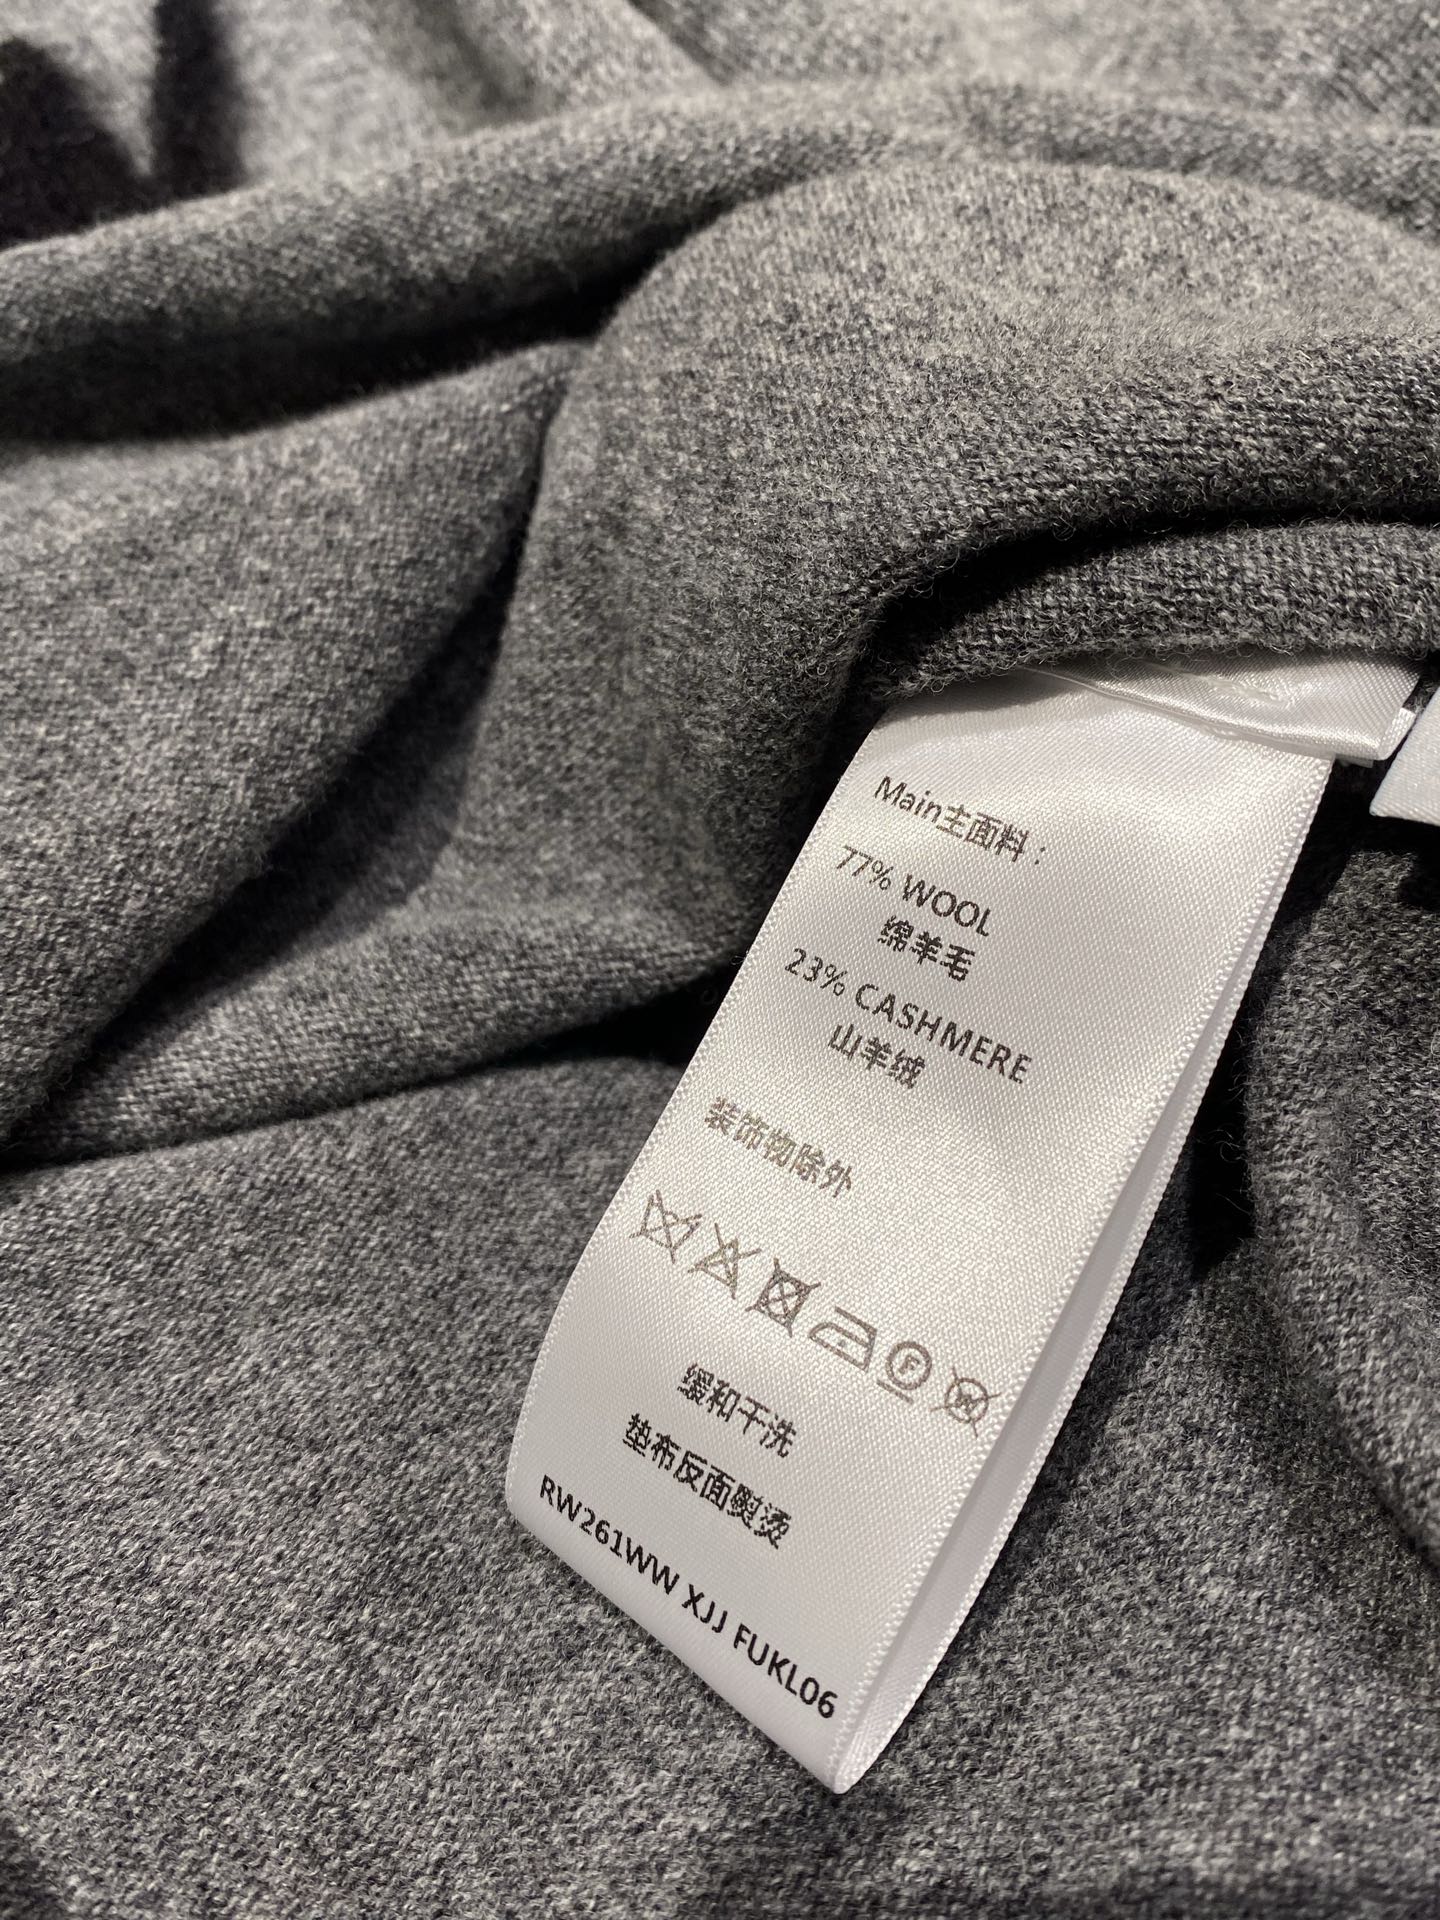 Main主面料：
77% WOOL
绵羊毛
23% CASHMERE
山羊绒
装饰物除外
F W
缓和干洗
垫布反面熨烫
RW261WW XJJ FUKL06